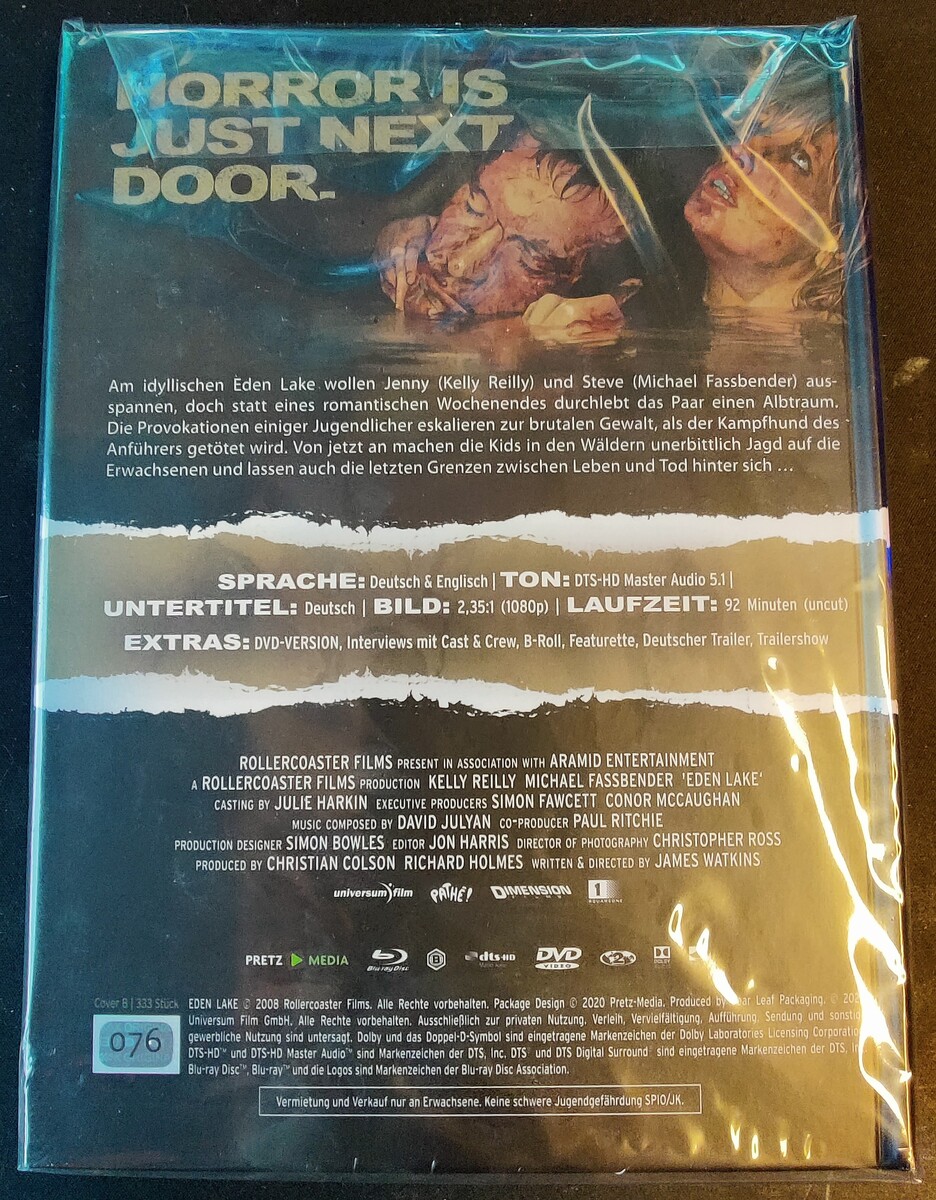 HORROR IS
JUST NEXT
DOOR.
Am idyllischen Eden Lake wollen Jenny (Kelly Reilly) und Steve (Michael Fassbender) aus-
spannen, doch statt eines romantischen Wochenendes durchlebt das Paar einen Albtraum.
Die Provokationen einiger Jugendlicher eskalieren zur brutalen Gewalt, als der Kampfhund des
Anführers getötet wird. Von jetzt an machen die Kids in den Wäldern unerbittlich Jagd auf die
Erwachsenen und lassen auch die letzten Grenzen zwischen Leben und Tod hinter sich ...
SPRACHE: Deutsch & Englisch | TON: DTS-HD Master Audio 5.1 |
UNTERTITEL: Deutsch | BILD: 2,35:1 (1080p) | LAUFZEIT: 92 Minuten (uncut)
EXTRAS: DVD-VERSION, Interviews mit Cast & Crew, B-Roll, Featurette, Deutscher Trailer, Trailershow
ROLLERCOASTER FILMS PRESENT IN ASSOCIATION WITH ARAMID ENTERTAINMENT
A ROLLERCOASTER FILMS PRODUCTION KELLY REILLY MICHAEL FASSBENDER 'EDEN LAKE'
CASTING BY JULIE HARKIN EXECUTIVE PRODUCERS SIMON FAWCETT CONOR MCCAUGHAN
MUSIC COMPOSED BY DAVID JULYAN CO-PRODUCER PAUL RITCHIE
PRODUCTION DESIGNER SIMON BOWLES EDITOR JON HARRIS DIRECTOR OF PHOTOGRAPHY CHRISTOPHER ROSS
PRODUCED BY CHRISTIAN COLSON RICHARD HOLMES WRITTEN & DIRECTED BY JAMES WATKINS
universum film PATHE! DIMENSION FILMS 1
PRETZ MEDIA Blu-ray Disc B dts-HD Master Audio DVD VIDEO 2 DOLBY
Cover B | 333 Stück
076
EDEN LAKE © 2008 Rollercoaster Films. Alle Rechte vorbehalten. Package Design © 2020 Pretz-Media. Produced by Leaf Packaging. ©
Universum Film GmbH. Alle Rechte vorbehalten. Ausschließlich zur privaten Nutzung. Verleih, Vervielfältigung, Aufführung, Sendung und
gewerbliche Nutzung sind untersagt. Dolby und das Doppel-D-Symbol sind eingetragene Markenzeichen der Dolby Laboratories Licensing
DTS-HD™ und DTS-HD Master Audio™ sind Markenzeichen der DTS, Inc. DTS® und DTS Digital Surround® sind eingetragene Markenzeichen der DTS,
Blu-ray Disc™, Blu-ray™ und die Logos sind Markenzeichen der Blu-ray Disc Association.
Vermietung und Verkauf nur an Erwachsene. Keine schwere Jugendgefährdung SPIO/JK.